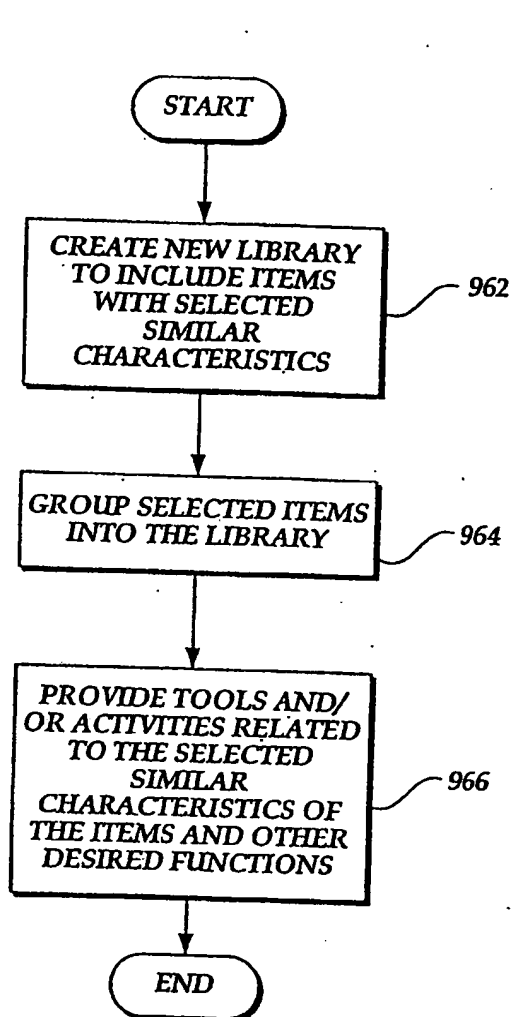 START
CREATE NEW LIBRARY
TO INCLUDE ITEMS
WITH SELECTED
SIMILAR
CHARACTERISTICS
962
GROUP SELECTED ITEMS
INTO THE LIBRARY
964
PROVIDE TOOLS AND/
OR ACTIVITIES RELATED
TO THE SELECTED
SIMILAR
CHARACTERISTICS OF
THE ITEMS AND OTHER
DESIRED FUNCTIONS
966
END